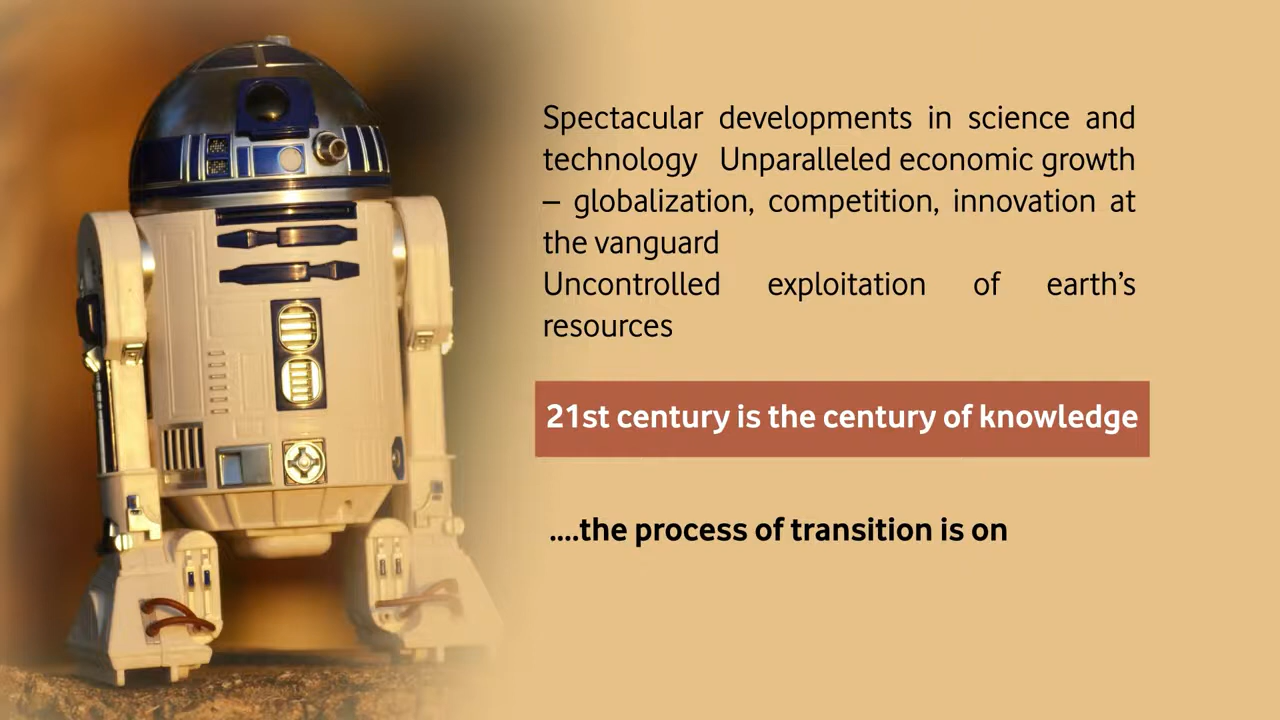 Spectacular developments in science and
technology Unparalleled economic growth
– globalization, competition, innovation at
the vanguard
Uncontrolled exploitation of earth’s
resources
21st century is the century of knowledge
....the process of transition is on